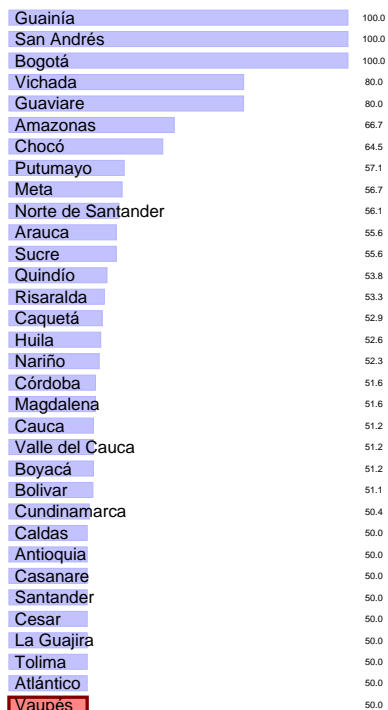 Guainía 100.0
San Andrés 100.0
Bogotá 100.0
Vichada 80.0
Guaviare 80.0
Amazonas 66.7
Chocó 64.5
Putumayo 57.1
Meta 56.7
Norte de Santander 56.1
Arauca 55.6
Sucre 55.6
Quindío 53.8
Risaralda 53.3
Caquetá 52.9
Huila 52.6
Nariño 52.3
Córdoba 51.6
Magdalena 51.6
Cauca 51.2
Valle del Cauca 51.2
Boyacá 51.2
Bolivar 51.1
Cundinamarca 50.4
Caldas 50.0
Antioquia 50.0
Casanare 50.0
Santander 50.0
Cesar 50.0
La Guajira 50.0
Tolima 50.0
Atlántico 50.0
Vaupés 50.0